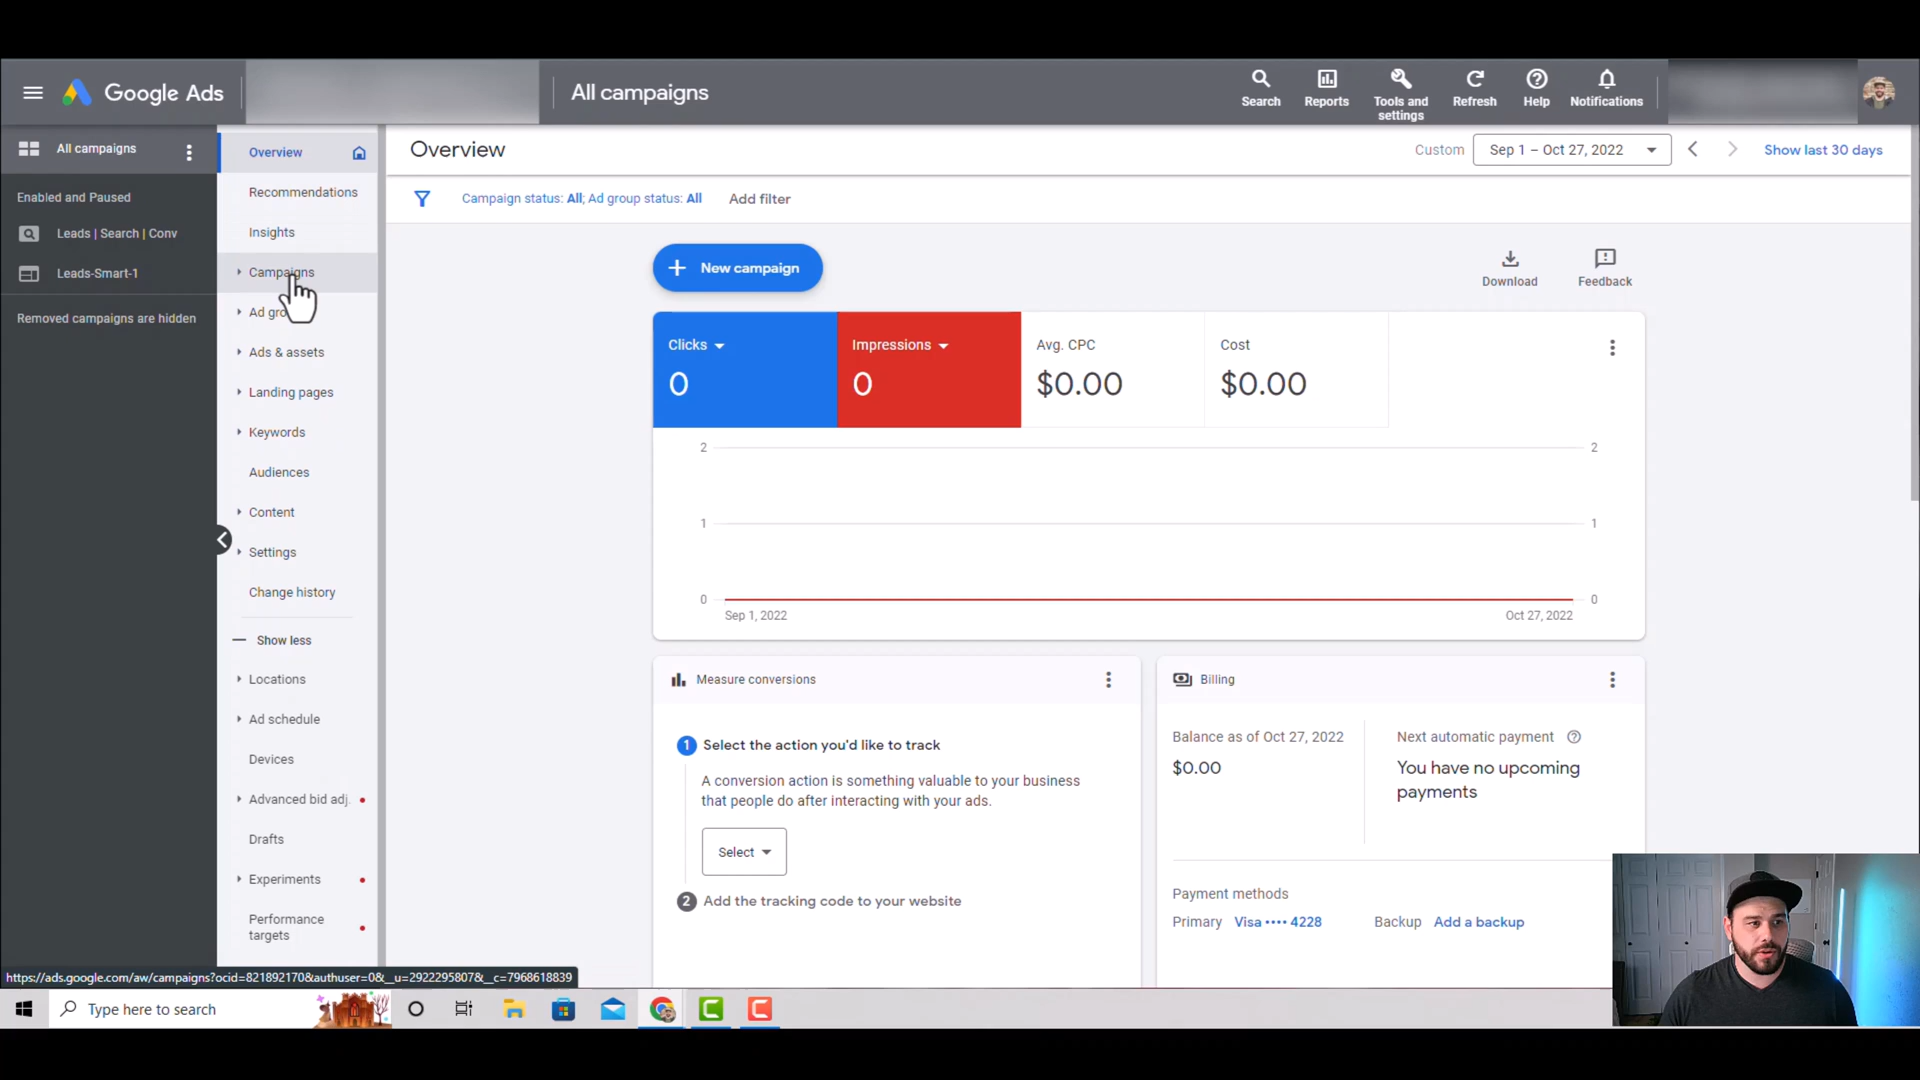 Google Ads
All campaigns
Search
Reports
Tools and
settings
Refresh
Help
Notifications
All campaigns
Enabled and Paused
Leads | Search | Conv
Leads-Smart-1
Removed campaigns are hidden
Overview
Recommendations
Insights
Campaigns
Ad gro
Ads & assets
Landing pages
Keywords
Audiences
Content
Settings
Change history
Show less
Locations
Ad schedule
Devices
Advanced bid adj.
Drafts
Experiments
Performance
targets
Overview
Custom
Sep 1 – Oct 27, 2022
Show last 30 days
Campaign status: All; Ad group status: All
Add filter
New campaign
Download
Feedback
Clicks
0
Impressions
0
Avg. CPC
$0.00
Cost
$0.00
2
2
1
1
0
0
Sep 1, 2022
Oct 27, 2022
Measure conversions
1 Select the action you'd like to track
A conversion action is something valuable to your business
that people do after interacting with your ads.
Select
2 Add the tracking code to your website
Billing
Balance as of Oct 27, 2022
$0.00
Next automatic payment
You have no upcoming
payments
Payment methods
Primary Visa •••• 4228
Backup Add a backup
https://ads.google.com/aw/campaigns?ocid=821892170&authuser=0&__u=2922295807&__c=7968618839
Type here to search